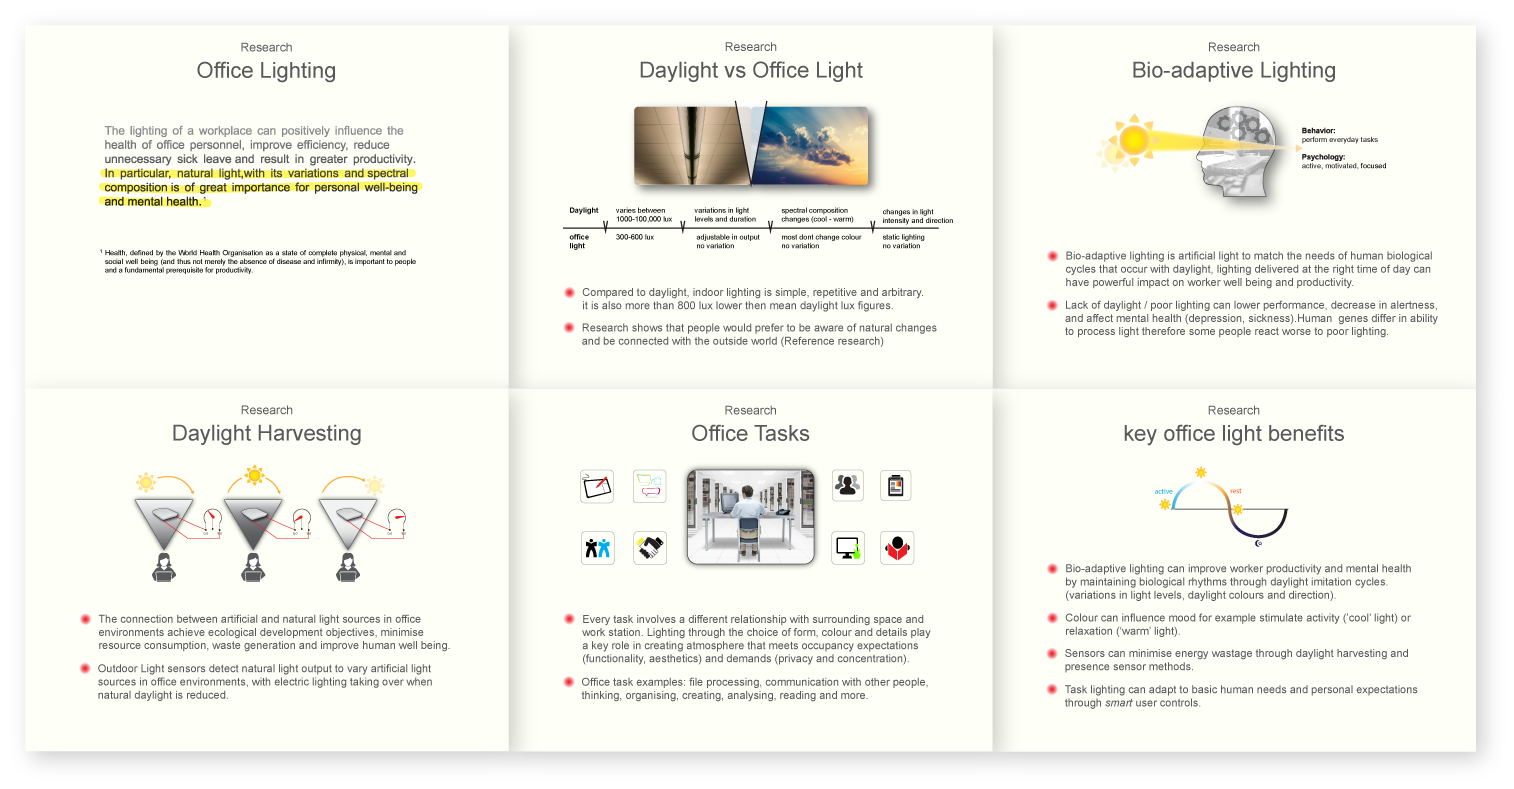 Research
Office Lighting
The lighting of a workplace can positively influence the
health of office personnel, improve efficiency, reduce
unnecessary sick leave and result in greater productivity.
In particular, natural light,with its variations and spectral
composition is of great importance for personal well-being
and mental health.¹
¹ Health, defined by the World Health Organisation as a state of complete physical, mental and
social well being (and thus not merely the absence of disease and infirmity), is important to people
and a fundamental prerequisite for productivity.
Research
Daylight vs Office Light
Daylight
varies between
1000-100,000 lux
variations in light
levels and duration
spectral composition
changes (cool - warm)
changes in light
intensity and direction
office
light
300-600 lux
adjustable in output
no variation
most dont change colour
no variation
static lighting
no variation
Compared to daylight, indoor lighting is simple, repetitive and arbitrary.
it is also more than 800 lux lower then mean daylight lux figures.
Research shows that people would prefer to be aware of natural changes
and be connected with the outside world (Reference research)
Research
Bio-adaptive Lighting
Behavior:
perform everyday tasks
Psychology:
active, motivated, focused
Bio-adaptive lighting is artificial light to match the needs of human biological
cycles that occur with daylight, lighting delivered at the right time of day can
have powerful impact on worker well being and productivity.
Lack of daylight / poor lighting can lower performance, decrease in alertness,
and affect mental health (depression, sickness).Human genes differ in ability
to process light therefore some people react worse to poor lighting.
Research
Daylight Harvesting
The connection between artificial and natural light sources in office
environments achieve ecological development objectives, minimise
resource consumption, waste generation and improve human well being.
Outdoor Light sensors detect natural light output to vary artificial light
sources in office environments, with electric lighting taking over when
natural daylight is reduced.
Research
Office Tasks
Every task involves a different relationship with surrounding space and
work station. Lighting through the choice of form, colour and details play
a key role in creating atmosphere that meets occupancy expectations
(functionality, aesthetics) and demands (privacy and concentration).
Office task examples: file processing, communication with other people,
thinking, organising, creating, analysing, reading and more.
Research
key office light benefits
active
rest
Bio-adaptive lighting can improve worker productivity and mental health
by maintaining biological rhythms through daylight imitation cycles.
(variations in light levels, daylight colours and direction).
Colour can influence mood for example stimulate activity ('cool' light) or
relaxation ('warm' light).
Sensors can minimise energy wastage through daylight harvesting and
presence sensor methods.
Task lighting can adapt to basic human needs and personal expectations
through smart user controls.